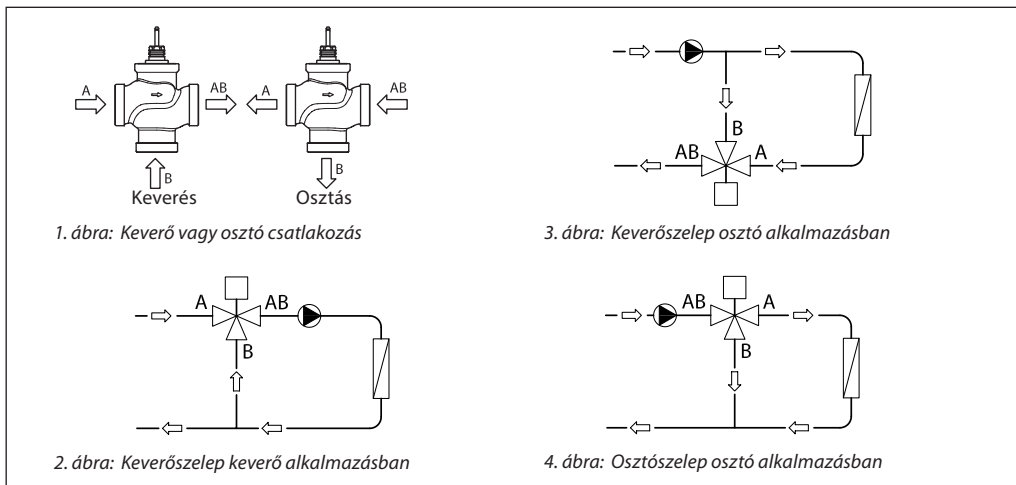 A
AB
A
AB
B
B
Keverés
Osztás
1. ábra: Keverő vagy osztó csatlakozás
B
AB
A
3. ábra: Keverőszelep osztó alkalmazásban
A
AB
B
2. ábra: Keverőszelep keverő alkalmazásban
AB
A
B
4. ábra: Osztószelep osztó alkalmazásban